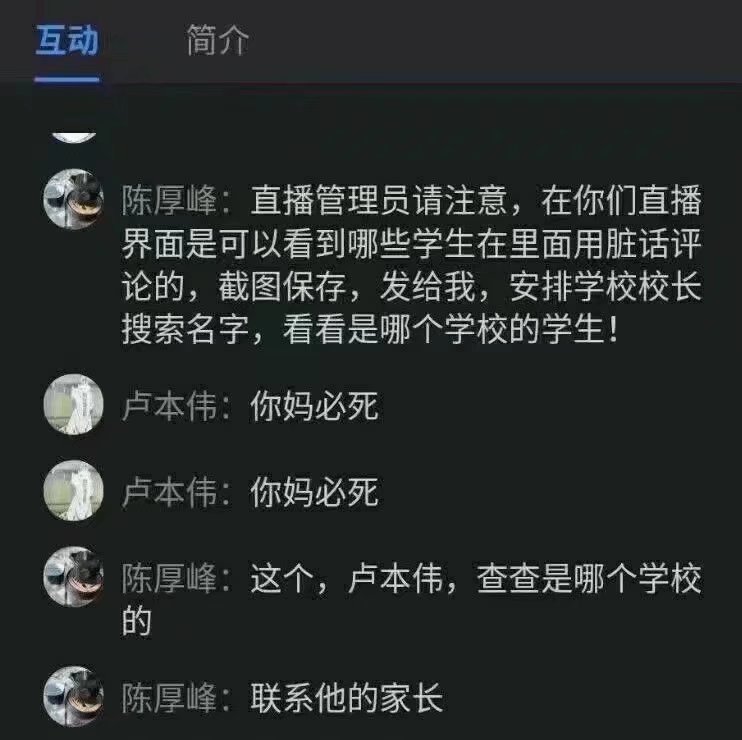 互动 简介
陈厚峰：直播管理员请注意，在你们直播
界面是可以看到哪些学生在里面用脏话评
论的，截图保存，发给我，安排学校校长
搜索名字，看看是哪个学校的学生！
卢本伟：你妈必死
卢本伟：你妈必死
陈厚峰：这个，卢本伟，查查是哪个学校
的
陈厚峰：联系他的家长